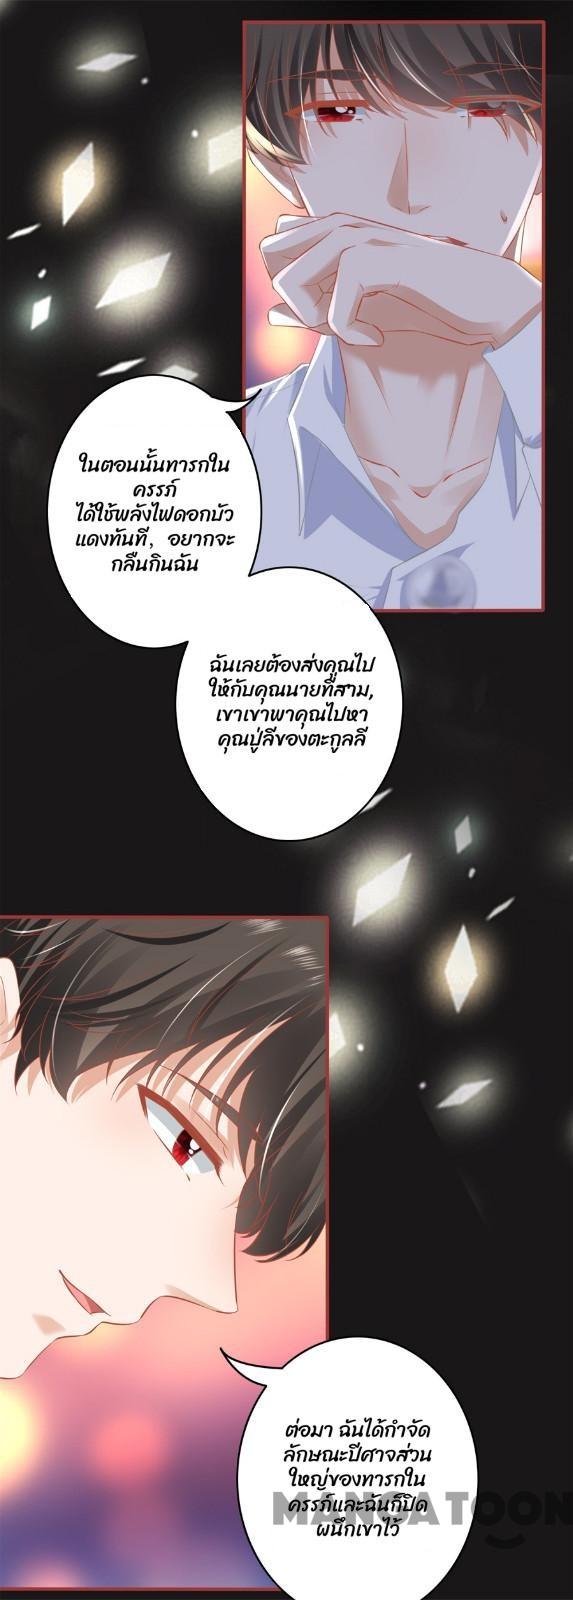 ในตอนนั้นทารกใน
ครรภ์
ได้ใช้พลังไฟดอกบัว
แดงทันที, อยากจะ
กลืนกินฉัน
ฉันเลยต้องส่งคุณไป
ให้กับคุณนายที่สาม,
เขาเขาพาคุณไปหา
คุณปู่ลีของตะกูลลี
ต่อมา ฉันได้กำจัด
ลักษณะปีศาจส่วน
ใหญ่ของทารกใน
ครรภ์และฉันก็ปิด
ผนึกเขาไว้
MANGATOON